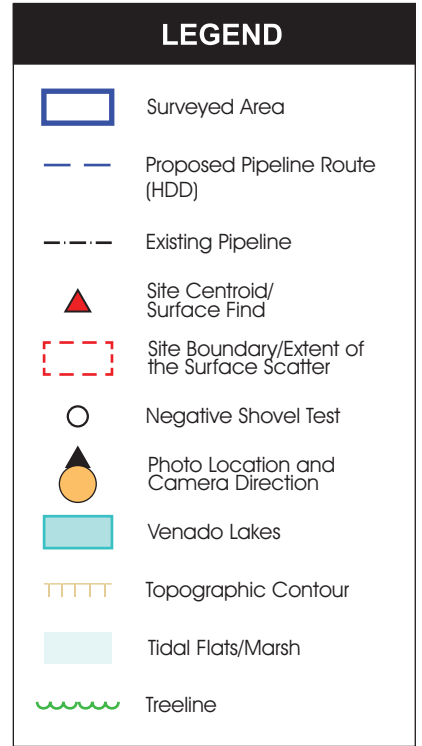 LEGEND
Surveyed Area
Proposed Pipeline Route
(HDD)
Existing Pipeline
Site Centroid/
Surface Find
Site Boundary/Extent of
the Surface Scatter
Negative Shovel Test
Photo Location and
Camera Direction
Venado Lakes
Topographic Contour
Tidal Flats/Marsh
Treeline